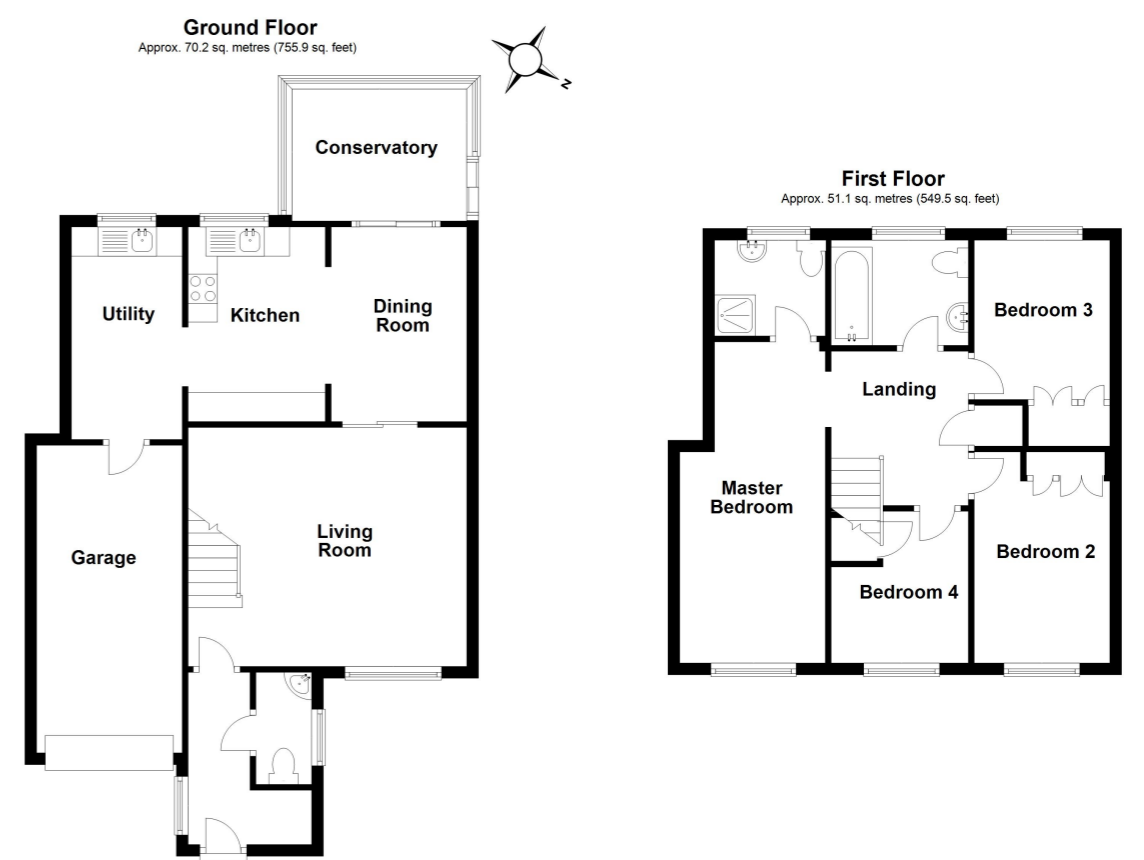 Ground Floor
Approx. 70.2 sq. metres (755.9 sq. feet)
N
Conservatory
Utility
Kitchen
Dining
Room
Living
Room
Garage
First Floor
Approx. 51.1 sq. metres (549.5 sq. feet)
Bedroom 3
Landing
Master
Bedroom
Bedroom 2
Bedroom 4